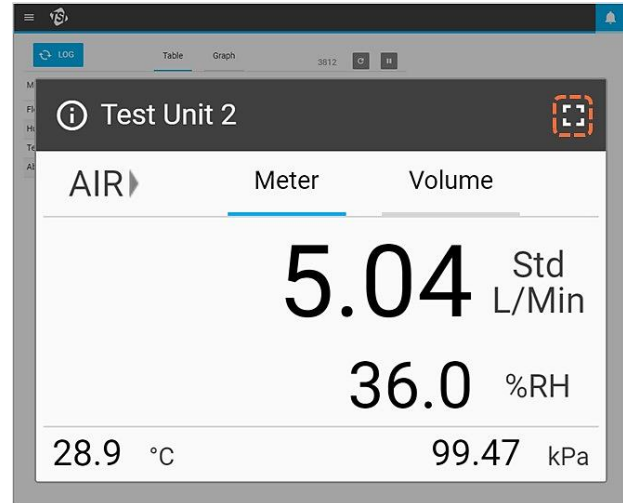 TSI
LOG Table Graph 3812
Test Unit 2
AIR Meter Volume
5.04 Std L/Min
36.0 %RH
28.9 °C 99.47 kPa